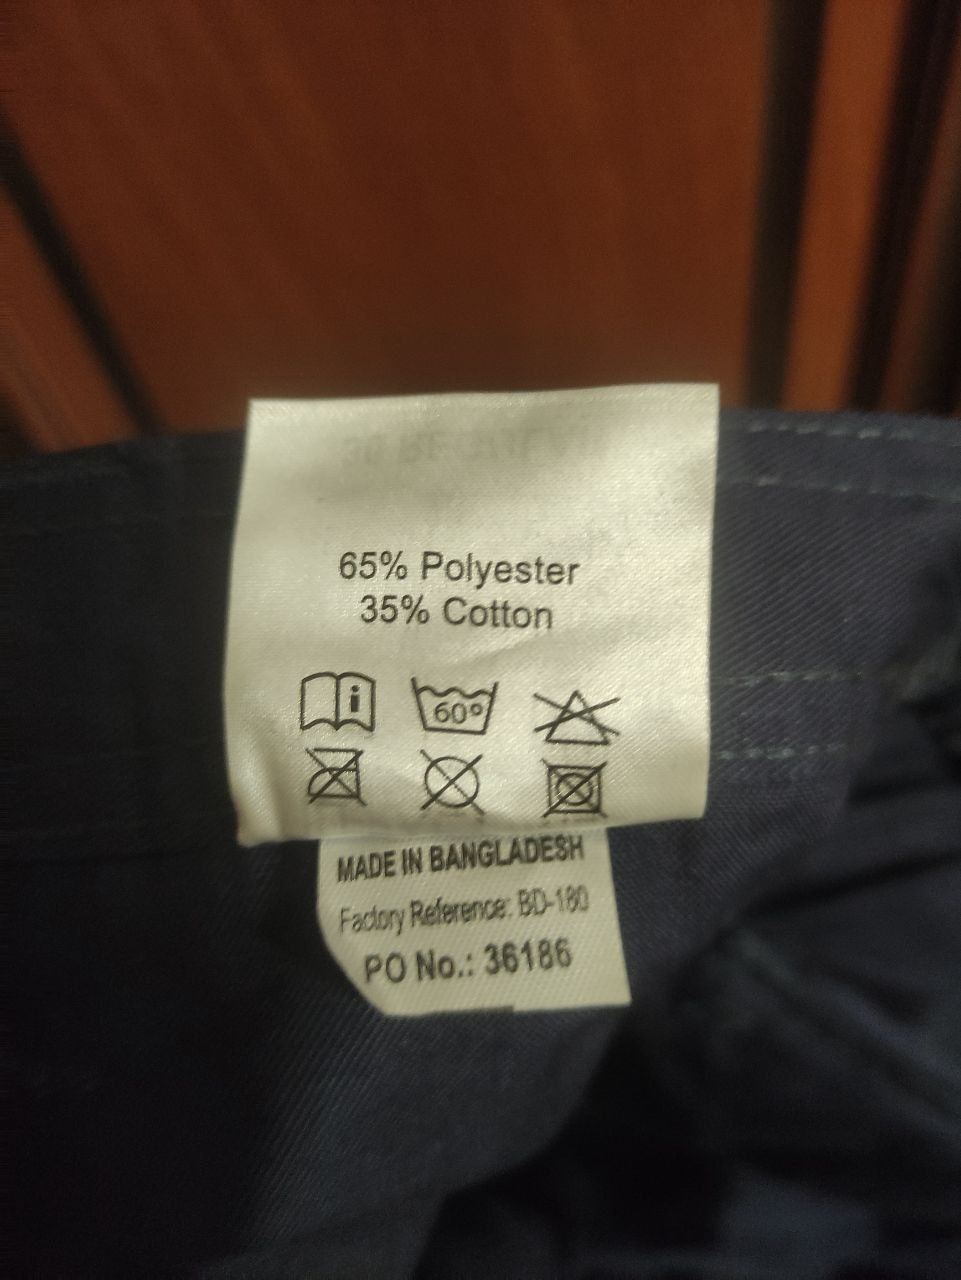 65% Polyester
35% Cotton
i
60°
MADE IN BANGLADESH
Factory Reference: BD-180
PO No.: 36186